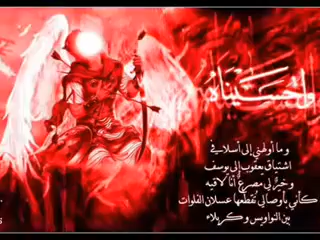 واحسيناه
وما أولهني إلى أسلافي
اشتياق يعقوب إلى يوسف
وخير لي مصرع أنا لاقيه
كأني بأوصالي تقطعها عسلان الفلوات
بين النواويس وكربلاء